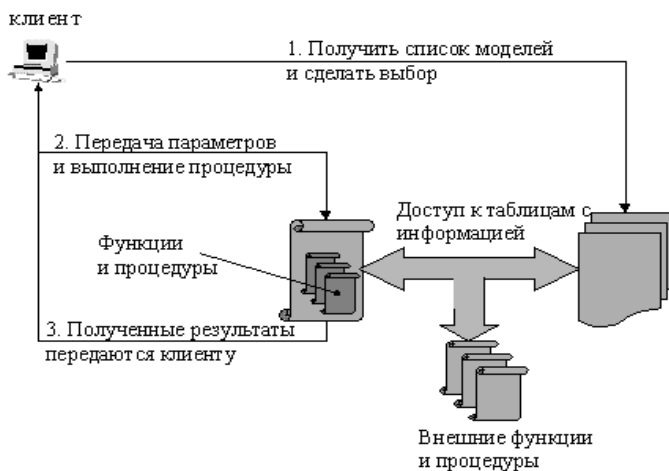 клиент
1. Получить список моделей
и сделать выбор
2. Передача параметров
и выполнение процедуры
Доступ к таблицам с
информацией
Функции
и процедуры
3. Полученные результаты
передаются клиенту
Внешние функции
и процедуры